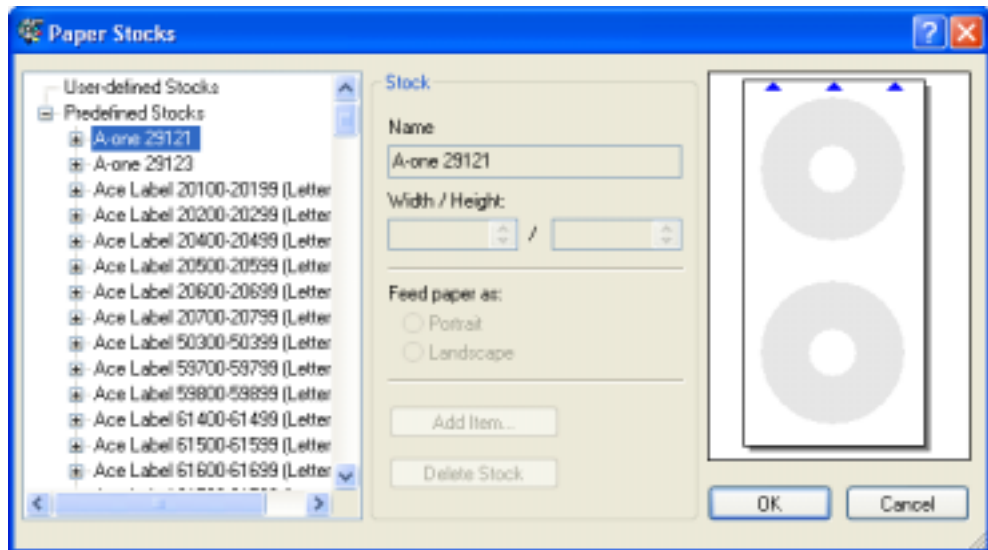 Paper Stocks
User-defined Stocks
Predefined Stocks
A-one 29121
A-one 29123
Ace Label 20100-20199 (Letter
Ace Label 20200-20299 (Letter
Ace Label 20400-20499 (Letter
Ace Label 20500-20599 (Letter
Ace Label 20600-20699 (Letter
Ace Label 20700-20799 (Letter
Ace Label 50300-50399 (Letter
Ace Label 59700-59799 (Letter
Ace Label 59800-59899 (Letter
Ace Label 61400-61499 (Letter
Ace Label 61500-61599 (Letter
Ace Label 61600-61699 (Letter
Stock
Name
A-one 29121
Width / Height:
/
Feed paper as:
Portrait
Landscape
Add Item...
Delete Stock
OK
Cancel